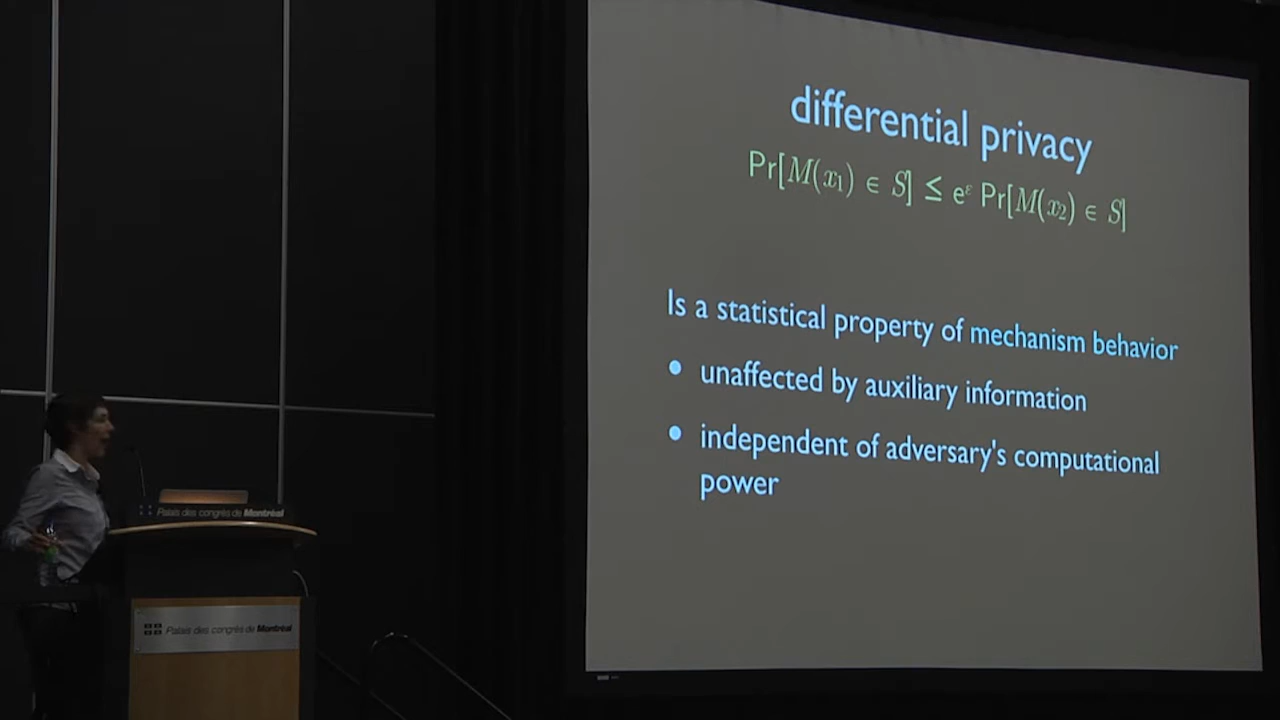 differential privacy
Pr[M(x₁) ∈ S] ≤ e^ε Pr[M(x₂) ∈ S]
Is a statistical property of mechanism behavior
• unaffected by auxiliary information
• independent of adversary's computational
power
Palais des congrès de Montréal
Palais des congrès de Montréal